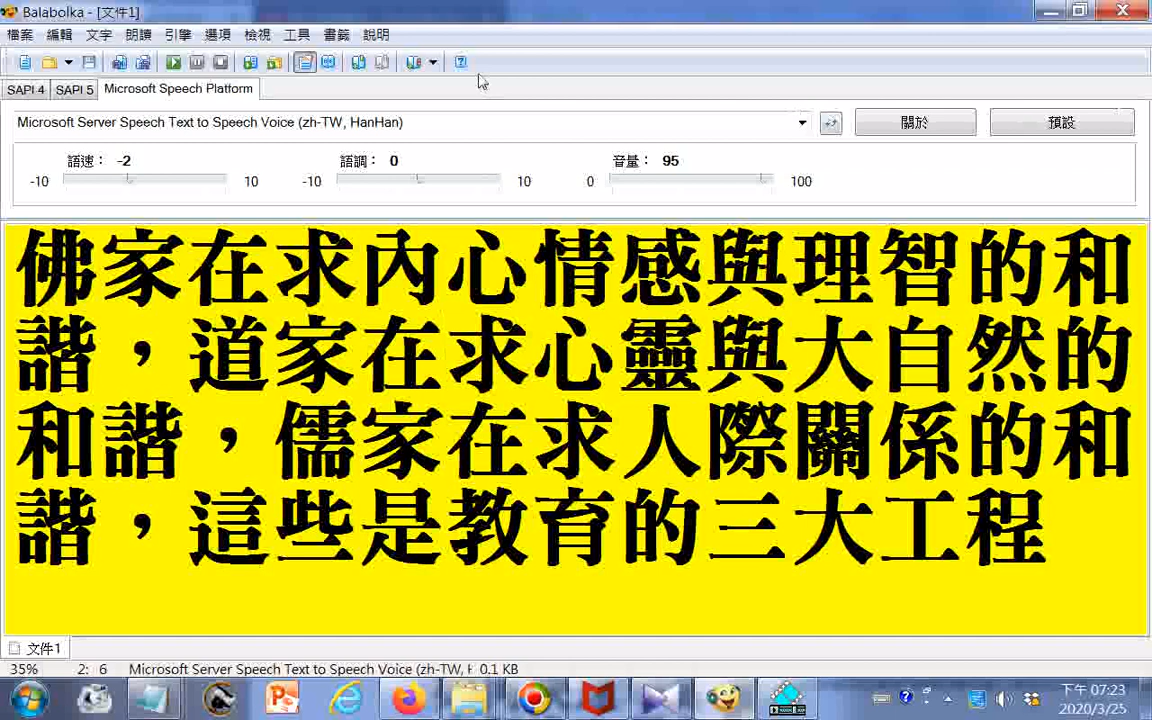 Balabolka - [文件1]
檔案 編輯 文字 朗讀 引擎 選項 檢視 工具 書籤 說明
SAPI 4 SAPI 5 Microsoft Speech Platform
Microsoft Server Speech Text to Speech Voice (zh-TW, HanHan) 關於 預設
語速： -2 語調： 0 音量： 95
-10 10 -10 10 0 100
佛家在求內心情感與理智的和
諧，道家在求心靈與大自然的
和諧，儒家在求人際關係的和
諧，這些是教育的三大工程
文件1
35% 2: 6 Microsoft Server Speech Text to Speech Voice (zh-TW, 0.1 KB
下午 07:23
2020/3/25